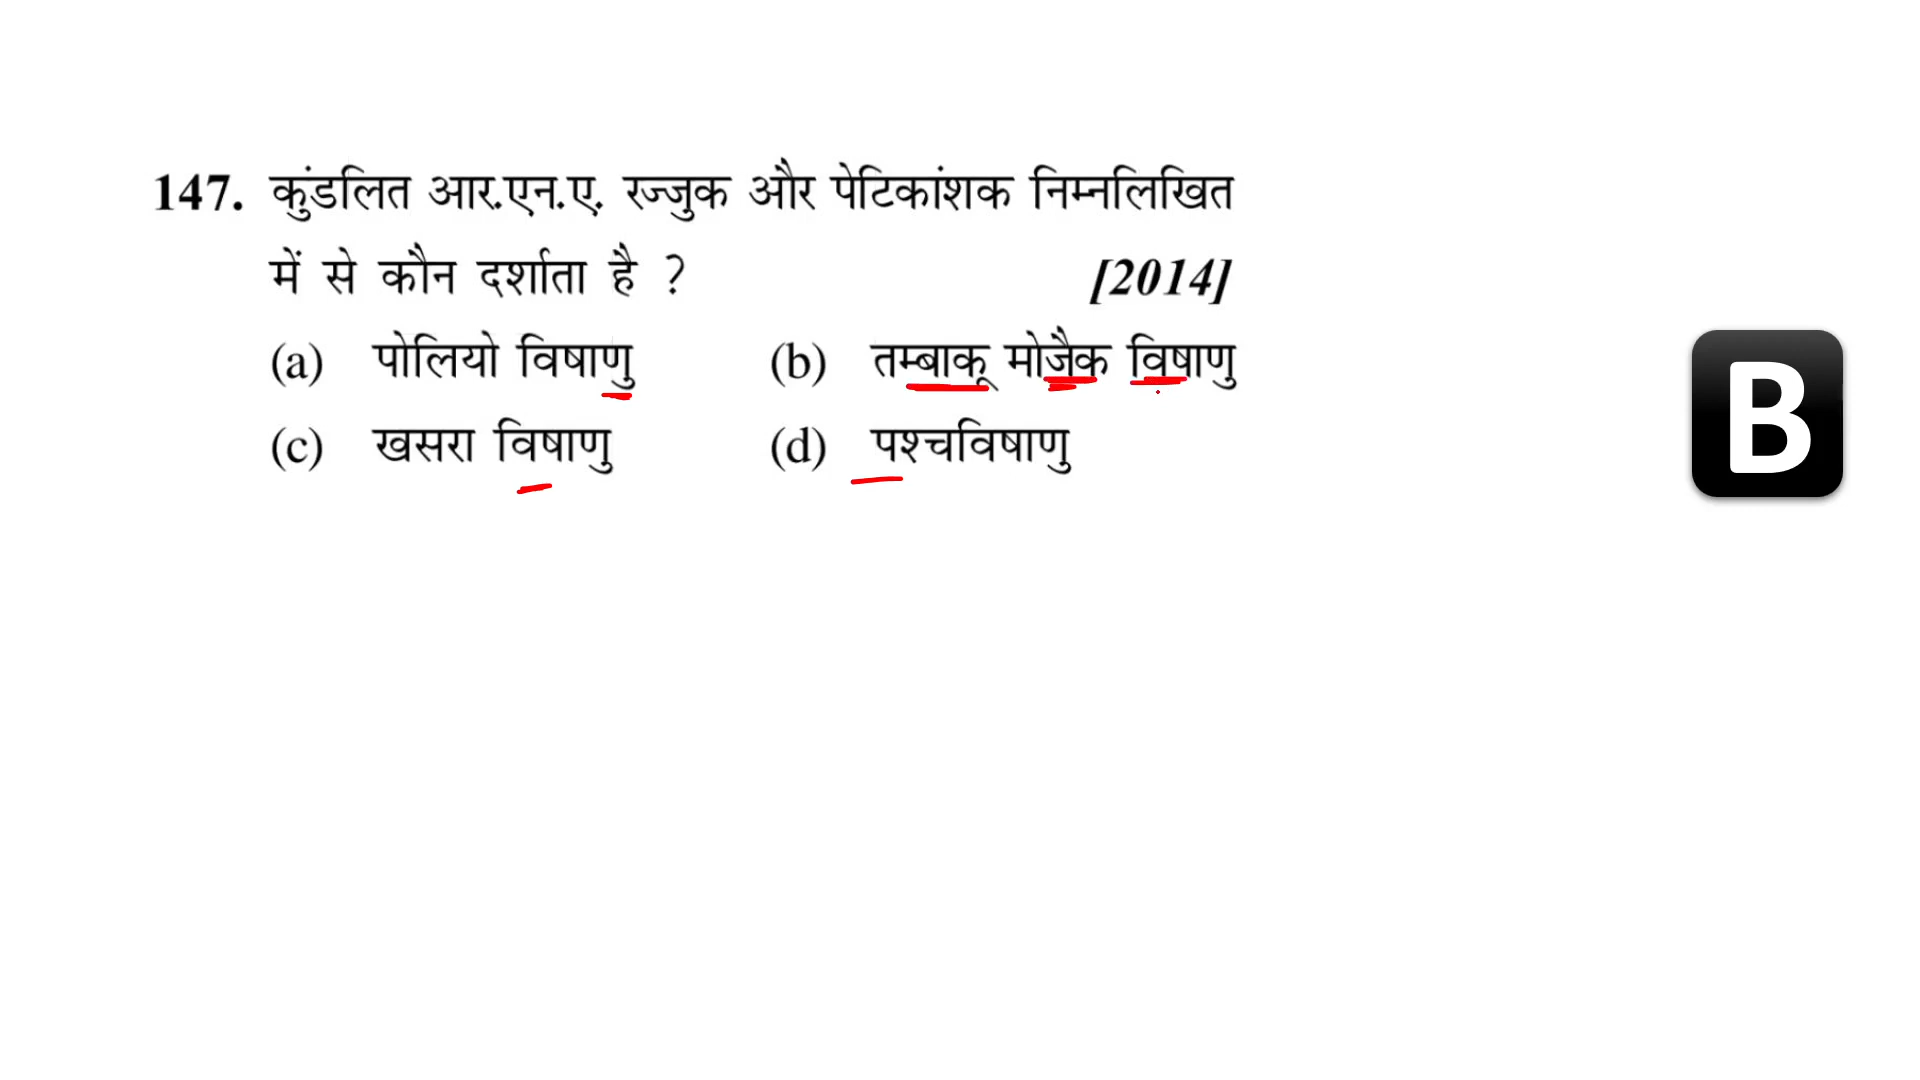 147. कुंडलित आर.एन.ए. रज्जुक और पेटिकांशक निम्नलिखित
में से कौन दर्शाता है ? [2014]
(a) पोलियो विषाणु (b) तम्बाकू मोजैक विषाणु
(c) खसरा विषाणु (d) पश्चविषाणु
B